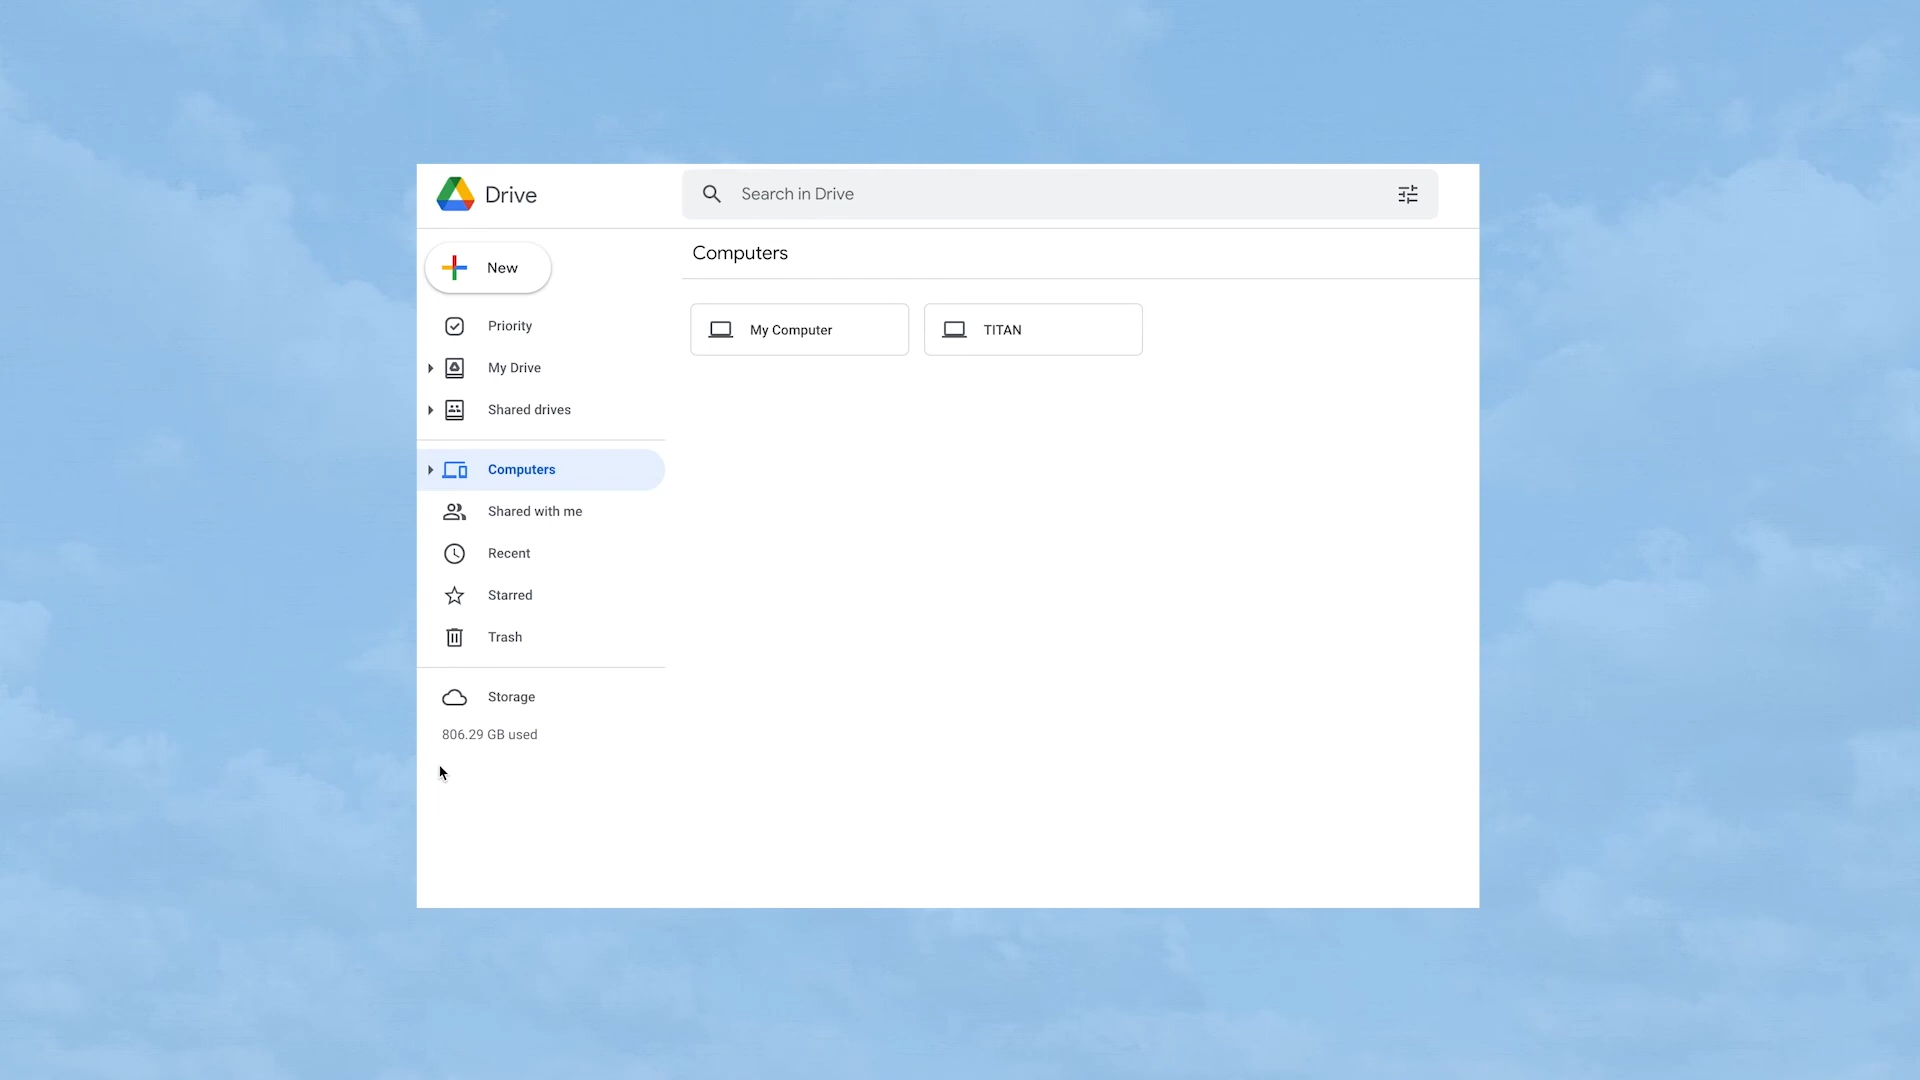 Drive
Search in Drive
New
Computers
Priority
My Drive
Shared drives
My Computer
TITAN
Computers
Shared with me
Recent
Starred
Trash
Storage
806.29 GB used